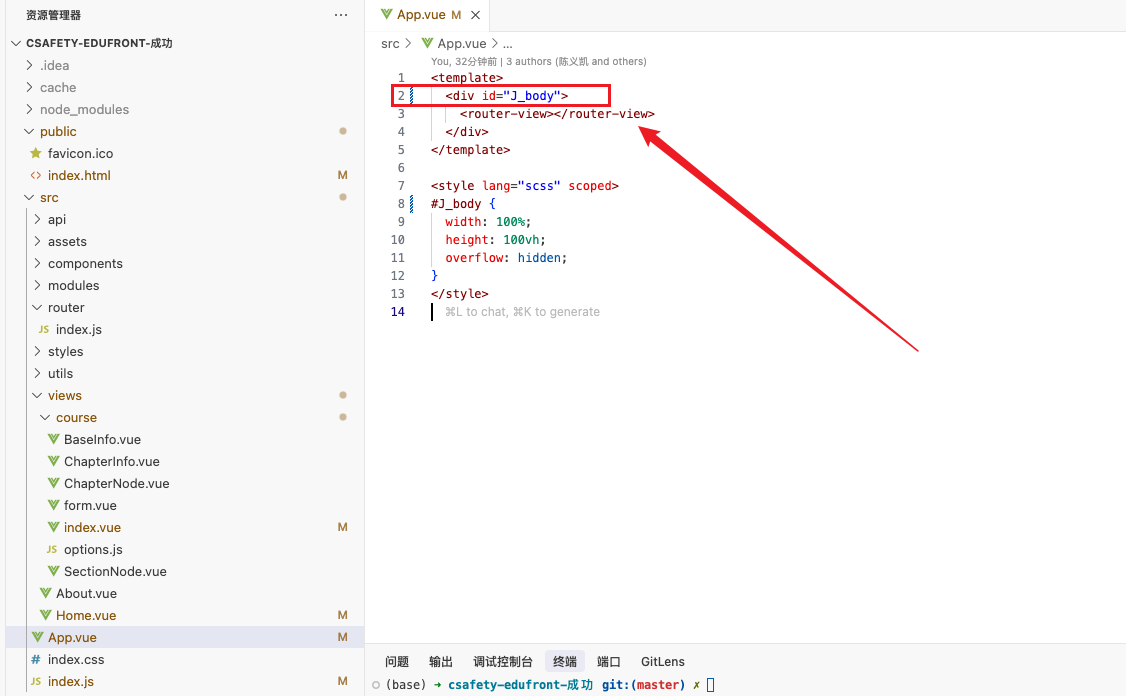 资源管理器
CSAFETY-EDUFRONT-成功
.idea
cache
node_modules
public
favicon.ico
<> index.html M
src
api
assets
components
modules
router
JS index.js
styles
utils
views
course
BaseInfo.vue
ChapterInfo.vue
ChapterNode.vue
form.vue
index.vue M
JS options.js
SectionNode.vue
About.vue
Home.vue M
App.vue M
# index.css
JS index.js M
App.vue M
src > App.vue > ...
You, 32分钟前 | 3 authors (陈义凯 and others)
1 <template>
2 <div id="J_body">
3 <router-view></router-view>
4 </div>
5 </template>
6
7 <style lang="scss" scoped>
8 #J_body {
9 width: 100%;
10 height: 100vh;
11 overflow: hidden;
12 }
13 </style>
14 ⌘L to chat, ⌘K to generate
问题 输出 调试控制台 终端 端口 GitLens
(base) ➜ csafety-edufront-成功 git:(master) ✗